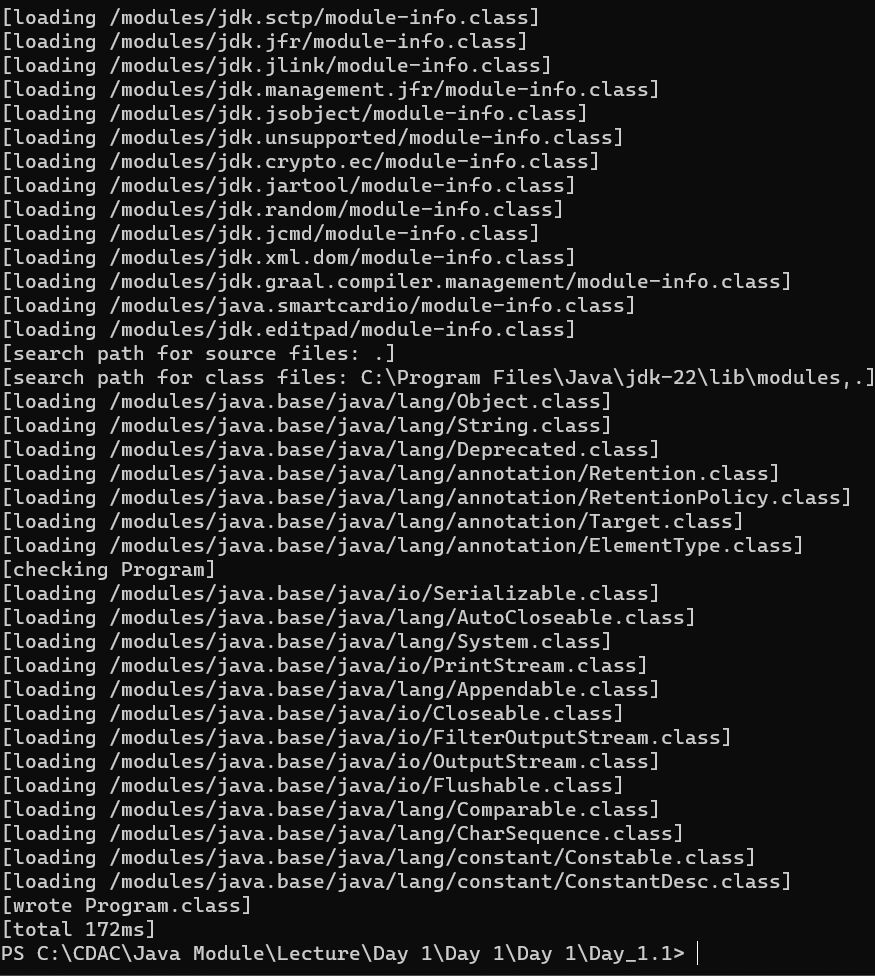 [loading /modules/jdk.sctp/module-info.class]
[loading /modules/jdk.jfr/module-info.class]
[loading /modules/jdk.jlink/module-info.class]
[loading /modules/jdk.management.jfr/module-info.class]
[loading /modules/jdk.jsobject/module-info.class]
[loading /modules/jdk.unsupported/module-info.class]
[loading /modules/jdk.crypto.ec/module-info.class]
[loading /modules/jdk.jartool/module-info.class]
[loading /modules/jdk.random/module-info.class]
[loading /modules/jdk.jcmd/module-info.class]
[loading /modules/jdk.xml.dom/module-info.class]
[loading /modules/jdk.graal.compiler.management/module-info.class]
[loading /modules/java.smartcardio/module-info.class]
[loading /modules/jdk.editpad/module-info.class]
[search path for source files: .]
[search path for class files: C:\Program Files\Java\jdk-22\lib\modules,.]
[loading /modules/java.base/java/lang/Object.class]
[loading /modules/java.base/java/lang/String.class]
[loading /modules/java.base/java/lang/Deprecated.class]
[loading /modules/java.base/java/lang/annotation/Retention.class]
[loading /modules/java.base/java/lang/annotation/RetentionPolicy.class]
[loading /modules/java.base/java/lang/annotation/Target.class]
[loading /modules/java.base/java/lang/annotation/ElementType.class]
[checking Program]
[loading /modules/java.base/java/io/Serializable.class]
[loading /modules/java.base/java/lang/AutoCloseable.class]
[loading /modules/java.base/java/lang/System.class]
[loading /modules/java.base/java/io/PrintStream.class]
[loading /modules/java.base/java/lang/Appendable.class]
[loading /modules/java.base/java/io/Closeable.class]
[loading /modules/java.base/java/io/FilterOutputStream.class]
[loading /modules/java.base/java/io/OutputStream.class]
[loading /modules/java.base/java/io/Flushable.class]
[loading /modules/java.base/java/lang/Comparable.class]
[loading /modules/java.base/java/lang/CharSequence.class]
[loading /modules/java.base/java/lang/constant/Constable.class]
[loading /modules/java.base/java/lang/constant/ConstantDesc.class]
[wrote Program.class]
[total 172ms]
PS C:\CDAC\Java Module\Lecture\Day 1\Day 1\Day 1\Day_1.1>